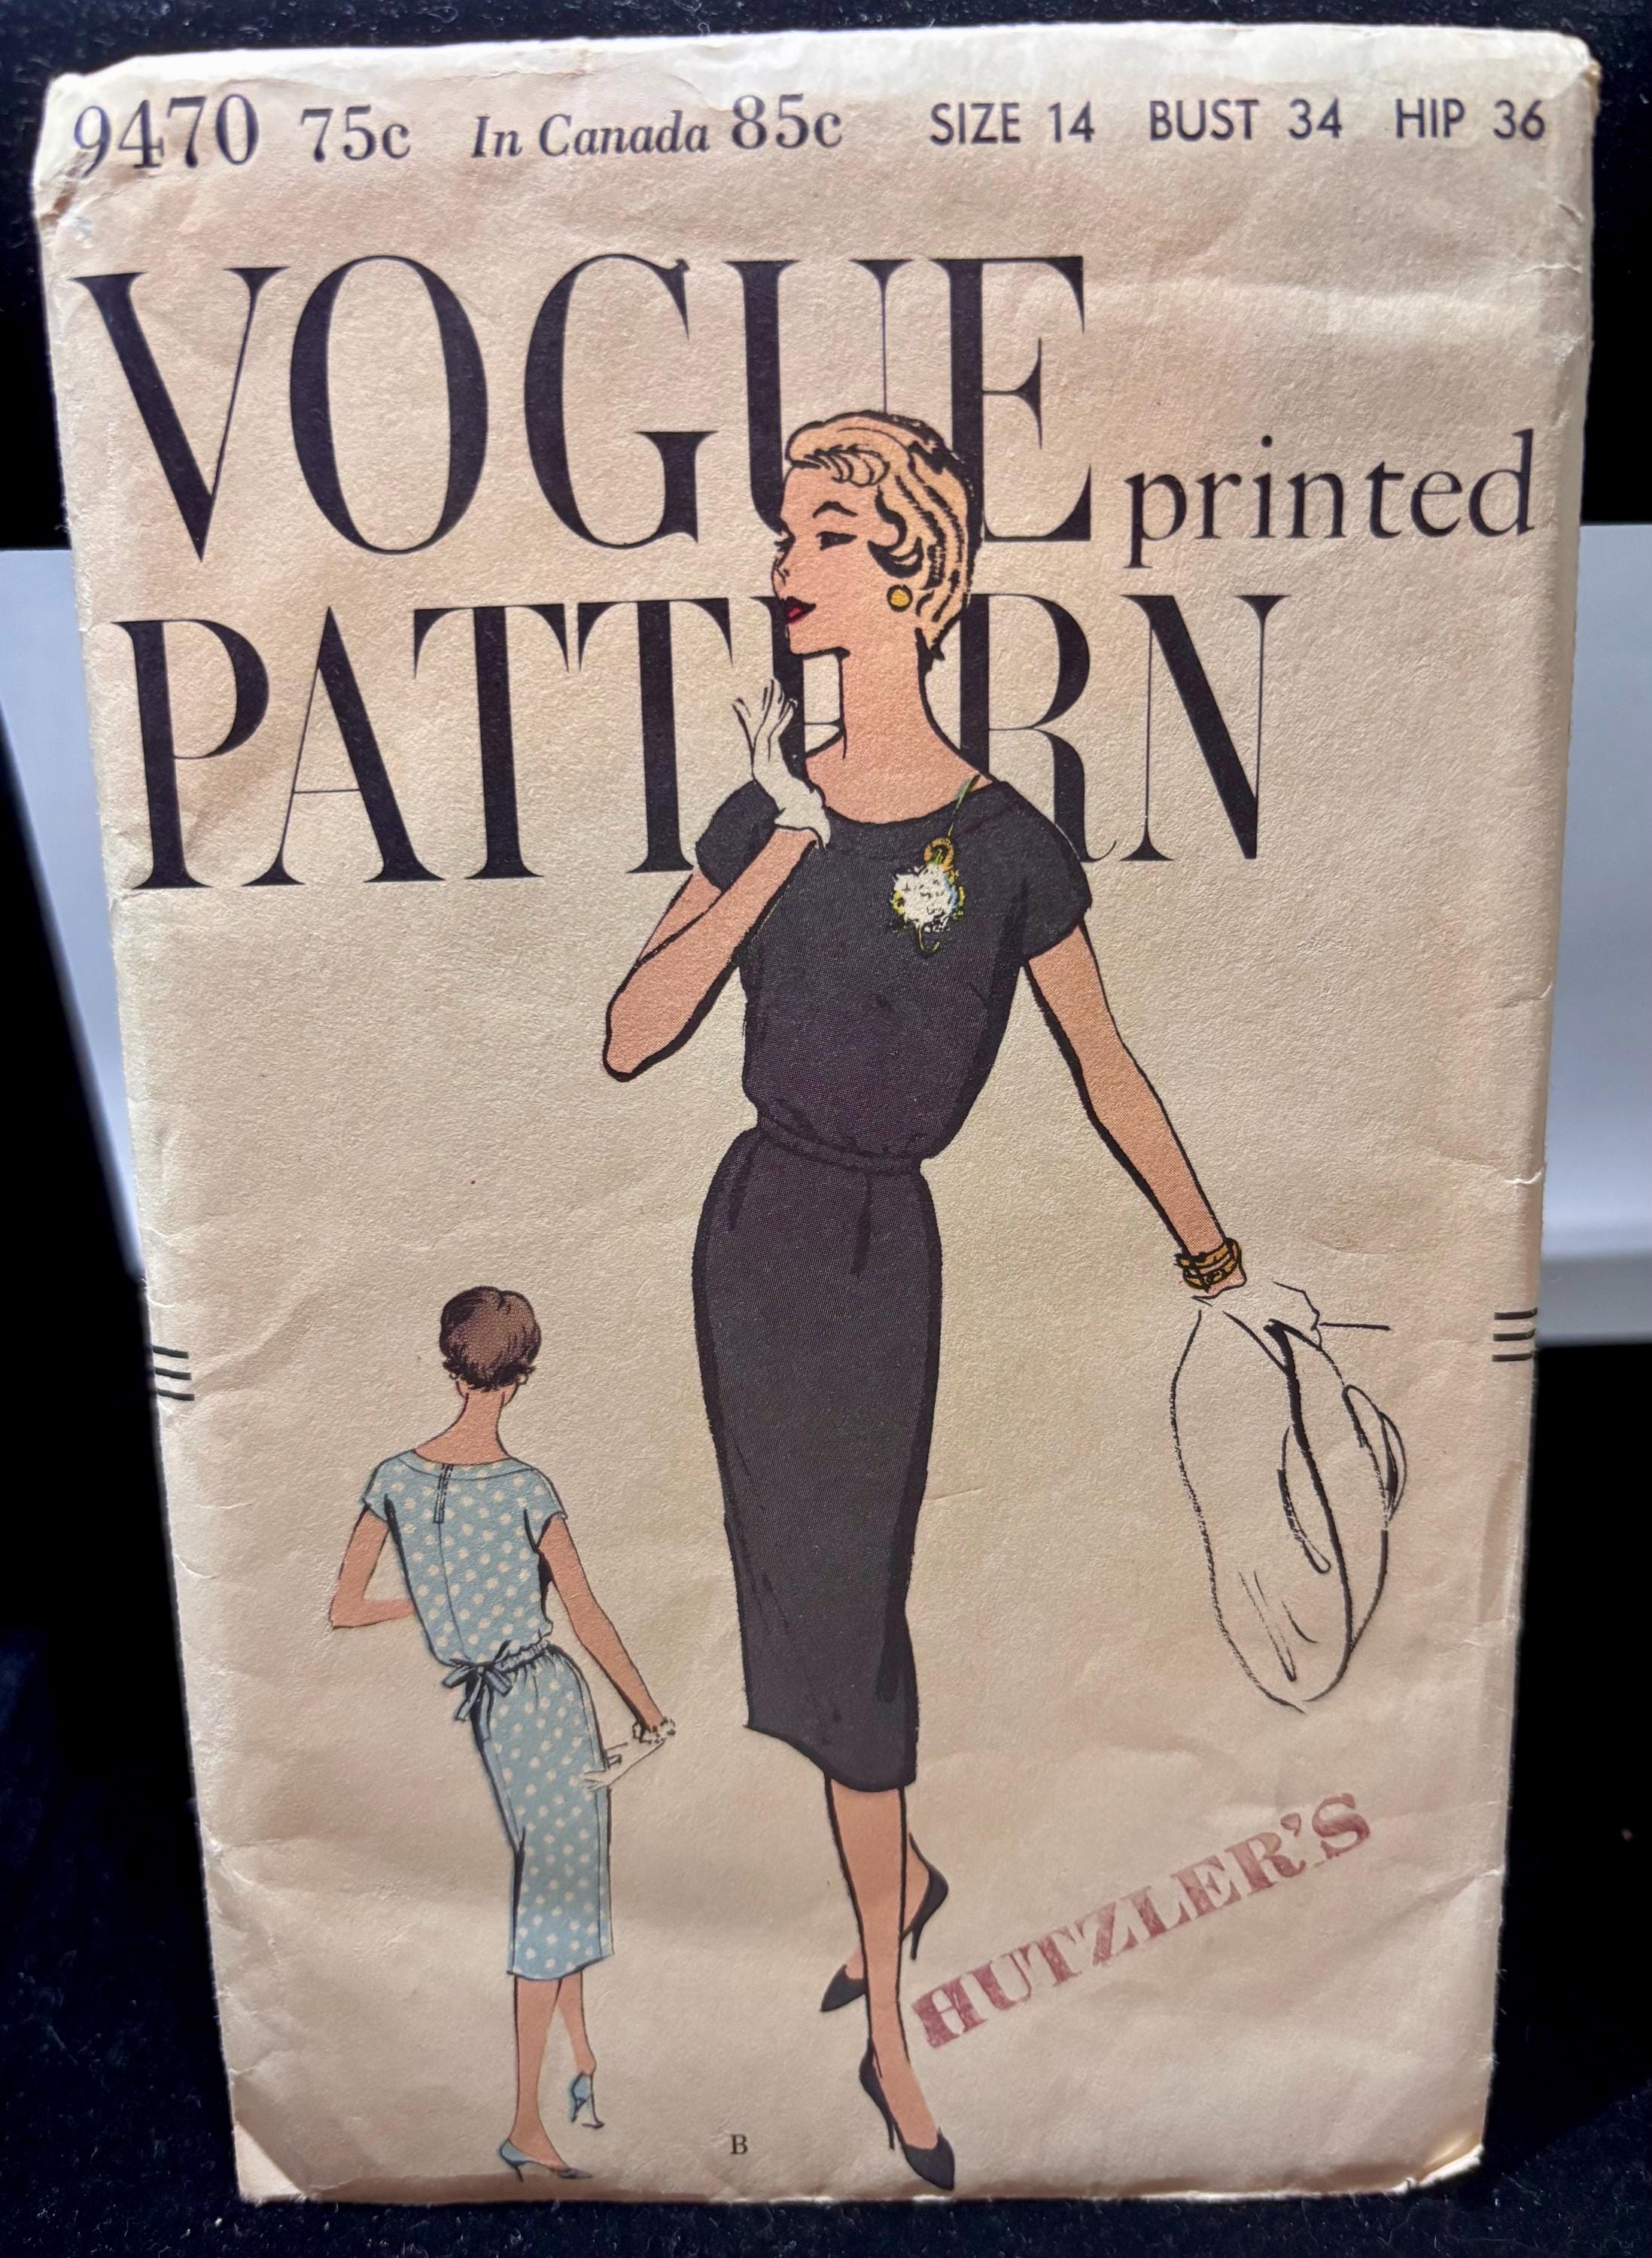 9470 75c In Canada 85c SIZE 14 BUST 34 HIP 36
VOGUE printed
PATTERN
HUTZLER'S
B